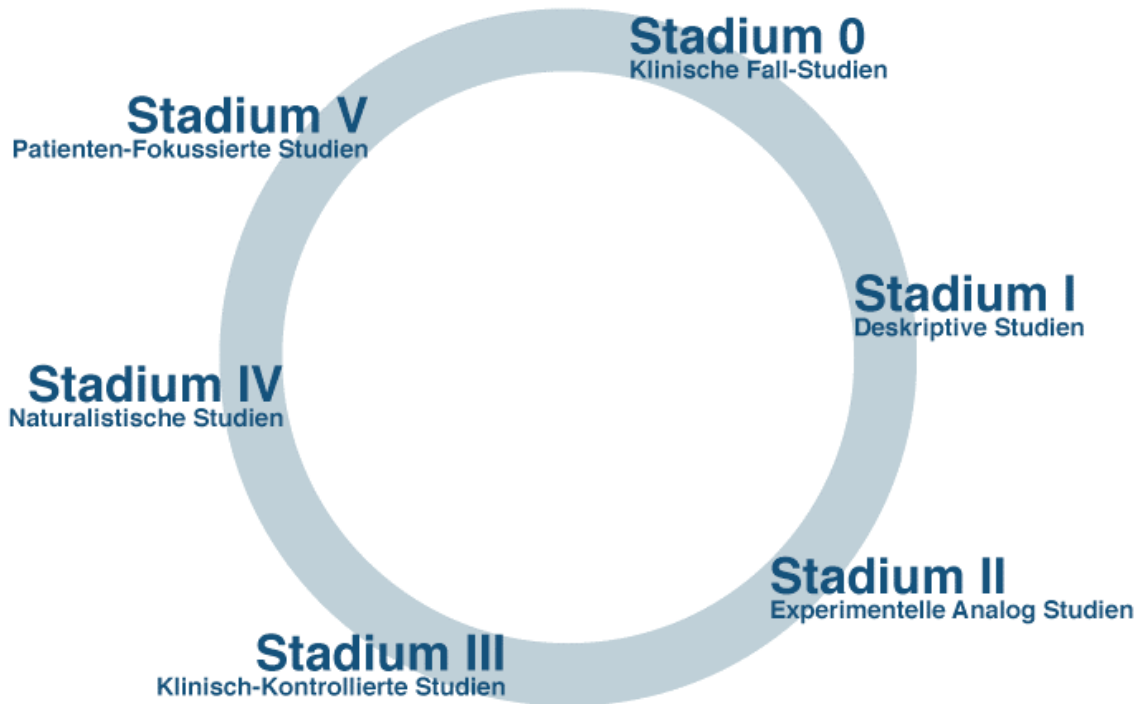 Stadium 0
Klinische Fall-Studien
Stadium I
Deskriptive Studien
Stadium II
Experimentelle Analog Studien
Stadium III
Klinisch-Kontrollierte Studien
Stadium IV
Naturalistische Studien
Stadium V
Patienten-Fokussierte Studien